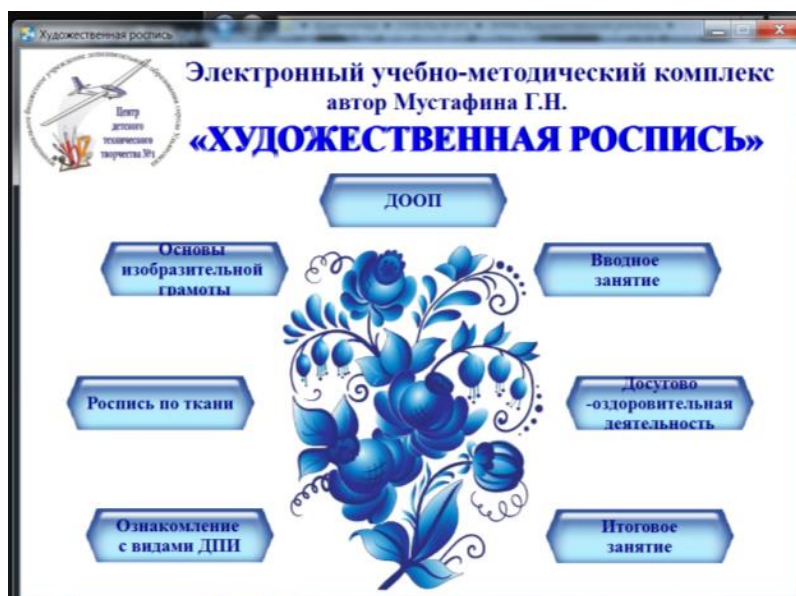 Художественная роспись
Электронный учебно-методический комплекс
автор Мустафина Г.Н.
«ХУДОЖЕСТВЕННАЯ РОСПИСЬ»
Центр
детского
технического
творчества №1
ДООП
Основы
изобразительной
грамоты
Вводное
занятие
Роспись по ткани
Досугово
-оздоровительная
деятельность
Ознакомление
с видами ДПИ
Итоговое
занятие